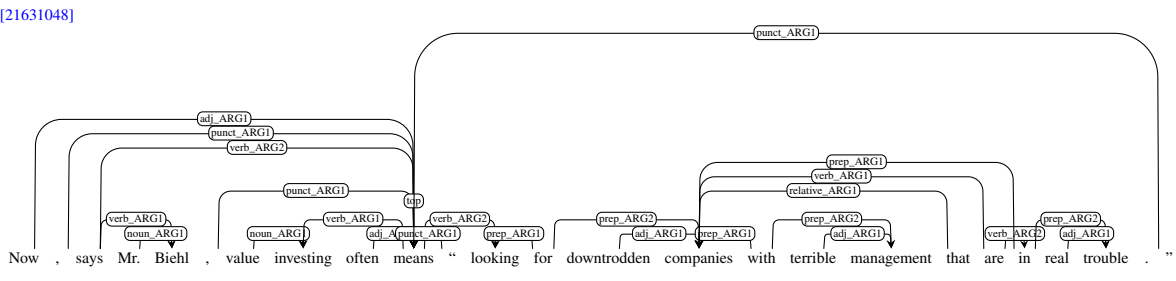 [21631048]
punct_ARG1
adj_ARG1
punct_ARG1
verb_ARG2
prep_ARG1
verb_ARG1
punct_ARG1 relative_ARG1
top
verb_ARG1 verb_ARG1 verb_ARG2 prep_ARG2 prep_ARG2 prep_ARG2
noun_ARG1 noun_ARG1 punct_ARG1 prep_ARG1 adj_ARG1 prep_ARG1 adj_ARG1 verb_ARG2 adj_ARG1
Now , says Mr. Biehl , value investing often means “ looking for downtrodden companies with terrible management that are in real trouble . ”